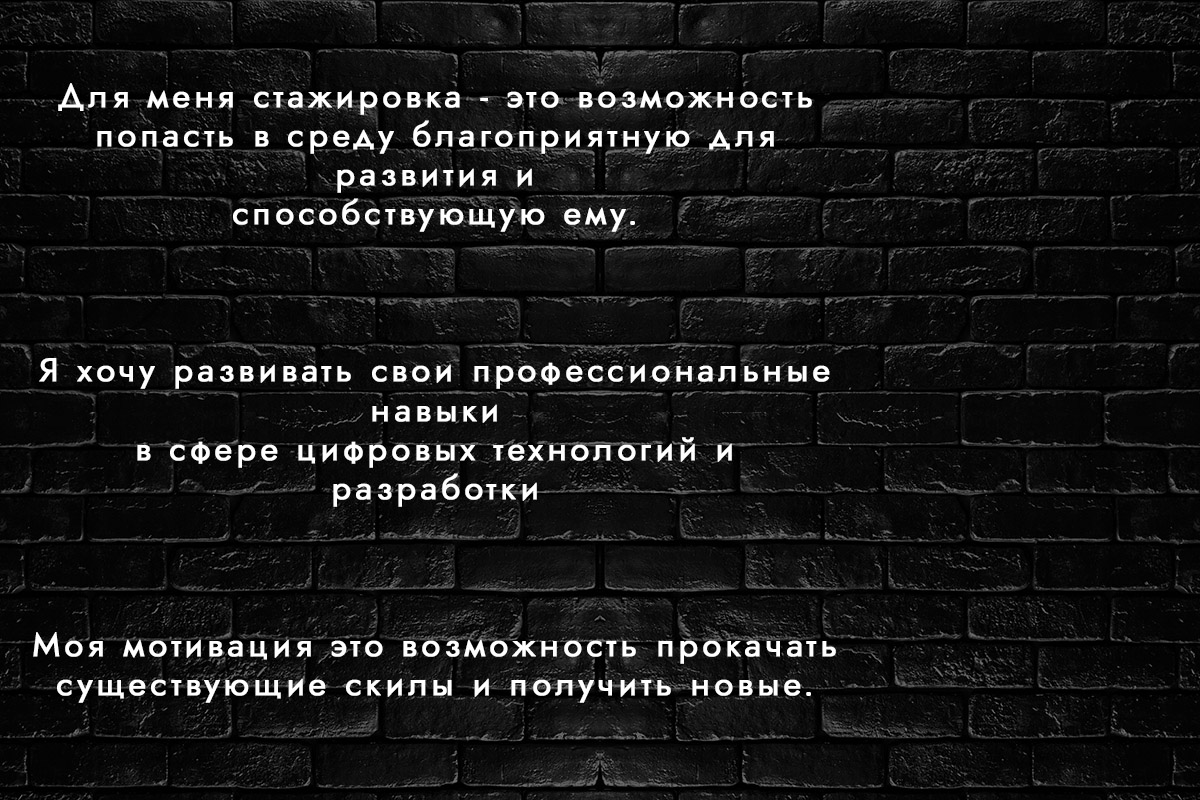 Для меня стажировка - это возможность
попасть в среду благоприятную для
развития и
способствующую ему.
Я хочу развивать свои профессиональные
навыки
в сфере цифровых технологий и
разработки
Моя мотивация это возможность прокачать
существующие скилы и получить новые.